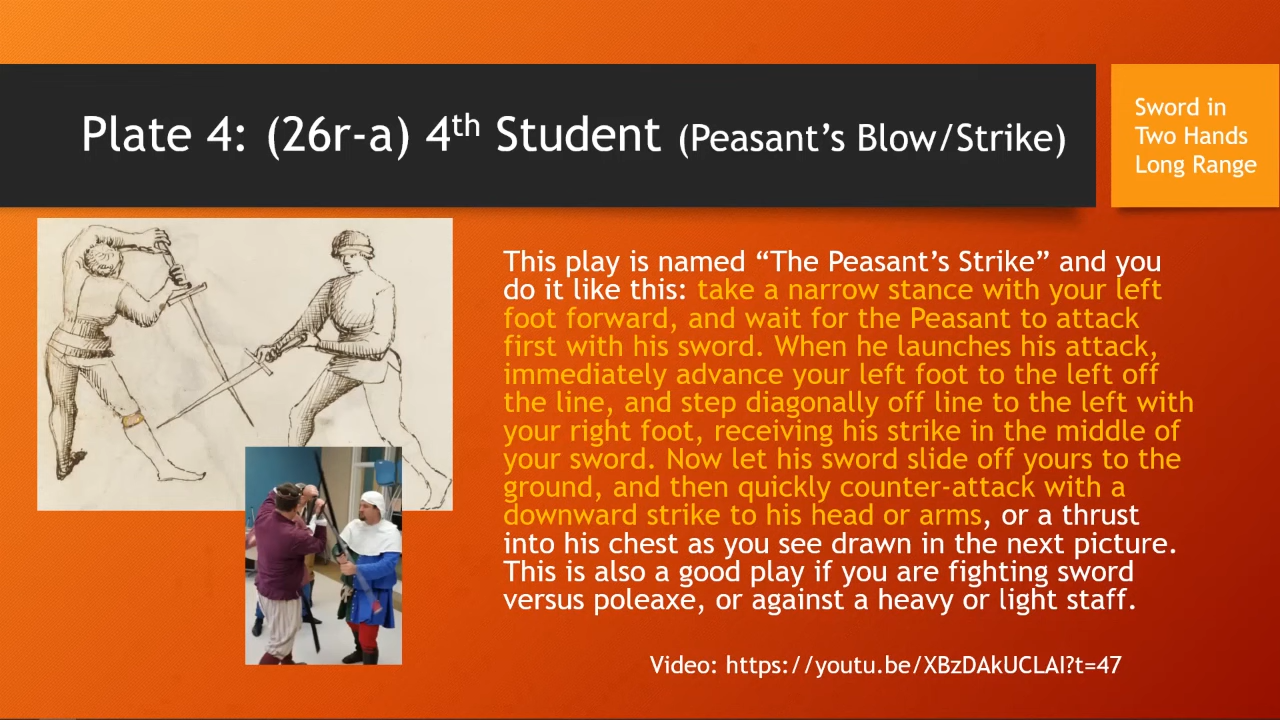 Plate 4: (26r-a) 4th Student (Peasant’s Blow/Strike)
Sword in
Two Hands
Long Range
This play is named “The Peasant’s Strike” and you
do it like this: take a narrow stance with your left
foot forward, and wait for the Peasant to attack
first with his sword. When he launches his attack,
immediately advance your left foot to the left off
the line, and step diagonally off line to the left with
your right foot, receiving his strike in the middle of
your sword. Now let his sword slide off yours to the
ground, and then quickly counter-attack with a
downward strike to his head or arms, or a thrust
into his chest as you see drawn in the next picture.
This is also a good play if you are fighting sword
versus poleaxe, or against a heavy or light staff.
Video: https://youtu.be/XBzDAkUCLAI?t=47